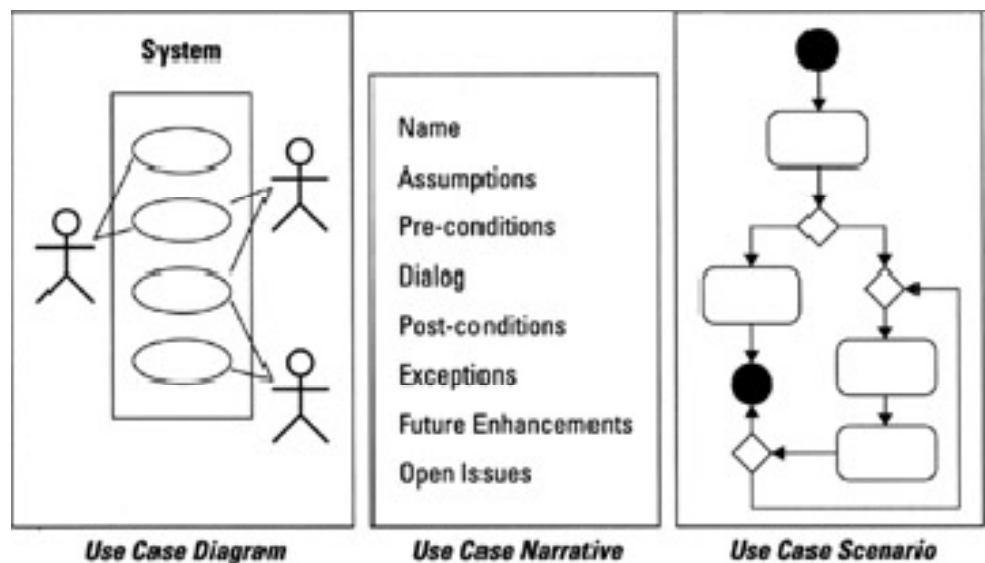 System
Name
Assumptions
Pre-conditions
Dialog
Post-conditions
Exceptions
Future Enhancements
Open Issues
Use Case Diagram
Use Case Narrative
Use Case Scenario